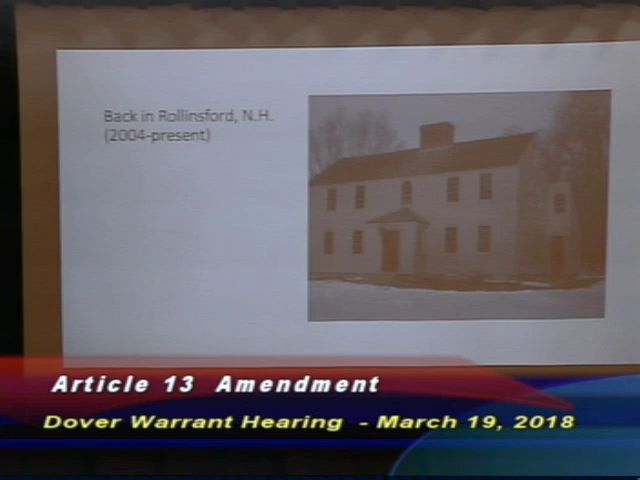 Back in Rollinsford, N.H.
(2004-present)
Article 13 Amendment
Dover Warrant Hearing - March 19, 2018